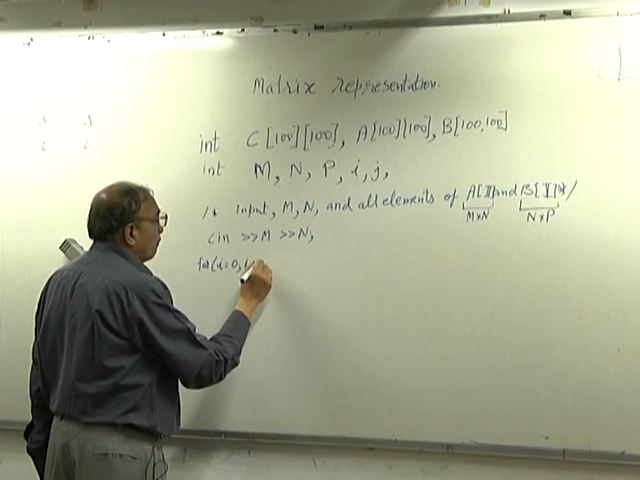 Matrix representation.
int C[100][100], A[100][100], B[100,100]
int M, N, P, i, j,
/* Input, M, N, and all elements of A[][] and B[][]*/
M×N N×P
cin >>M >>N;
for(i=0; i